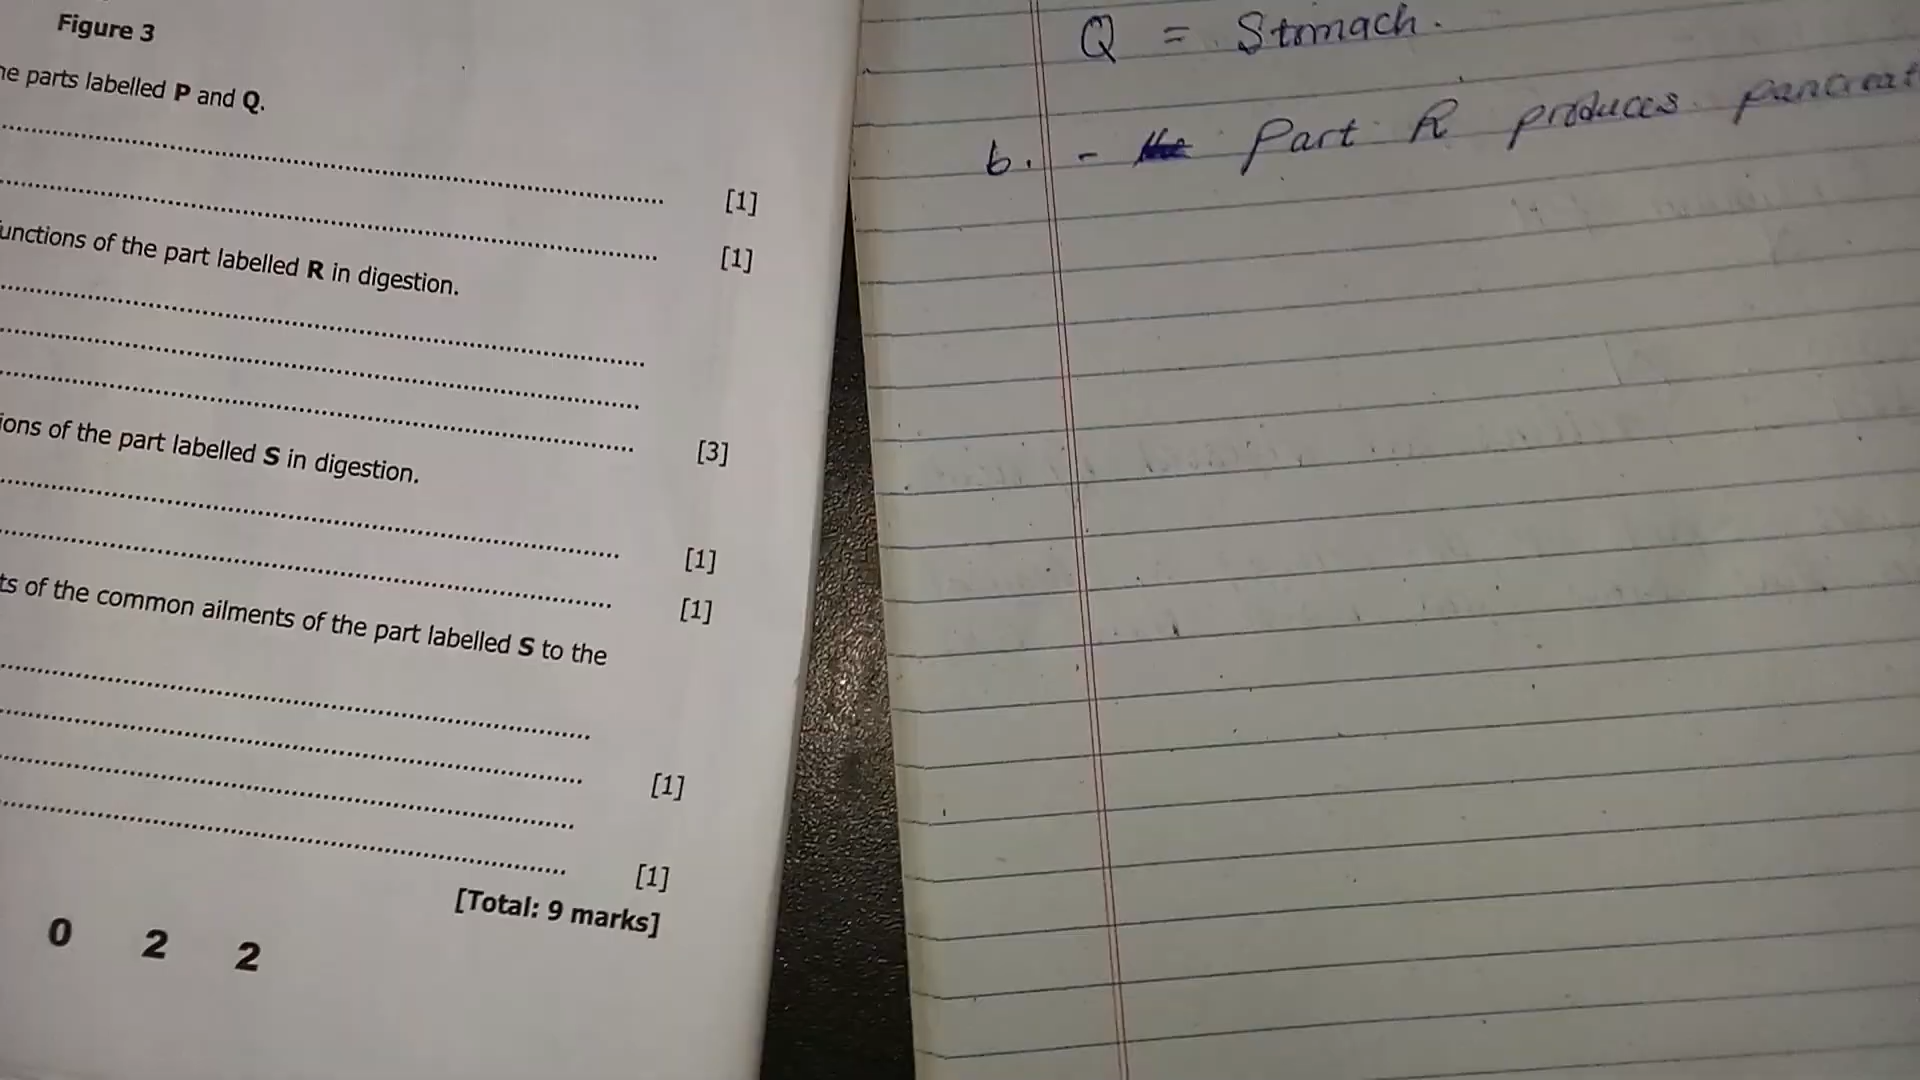 Figure 3
he parts labelled P and Q.
[1]
[1]
unctions of the part labelled R in digestion.
[3]
ions of the part labelled S in digestion.
[1]
[1]
ts of the common ailments of the part labelled S to the
[1]
[1]
[Total: 9 marks]
0 2 2
Q = Stomach.
b. - Part R produces pancreat